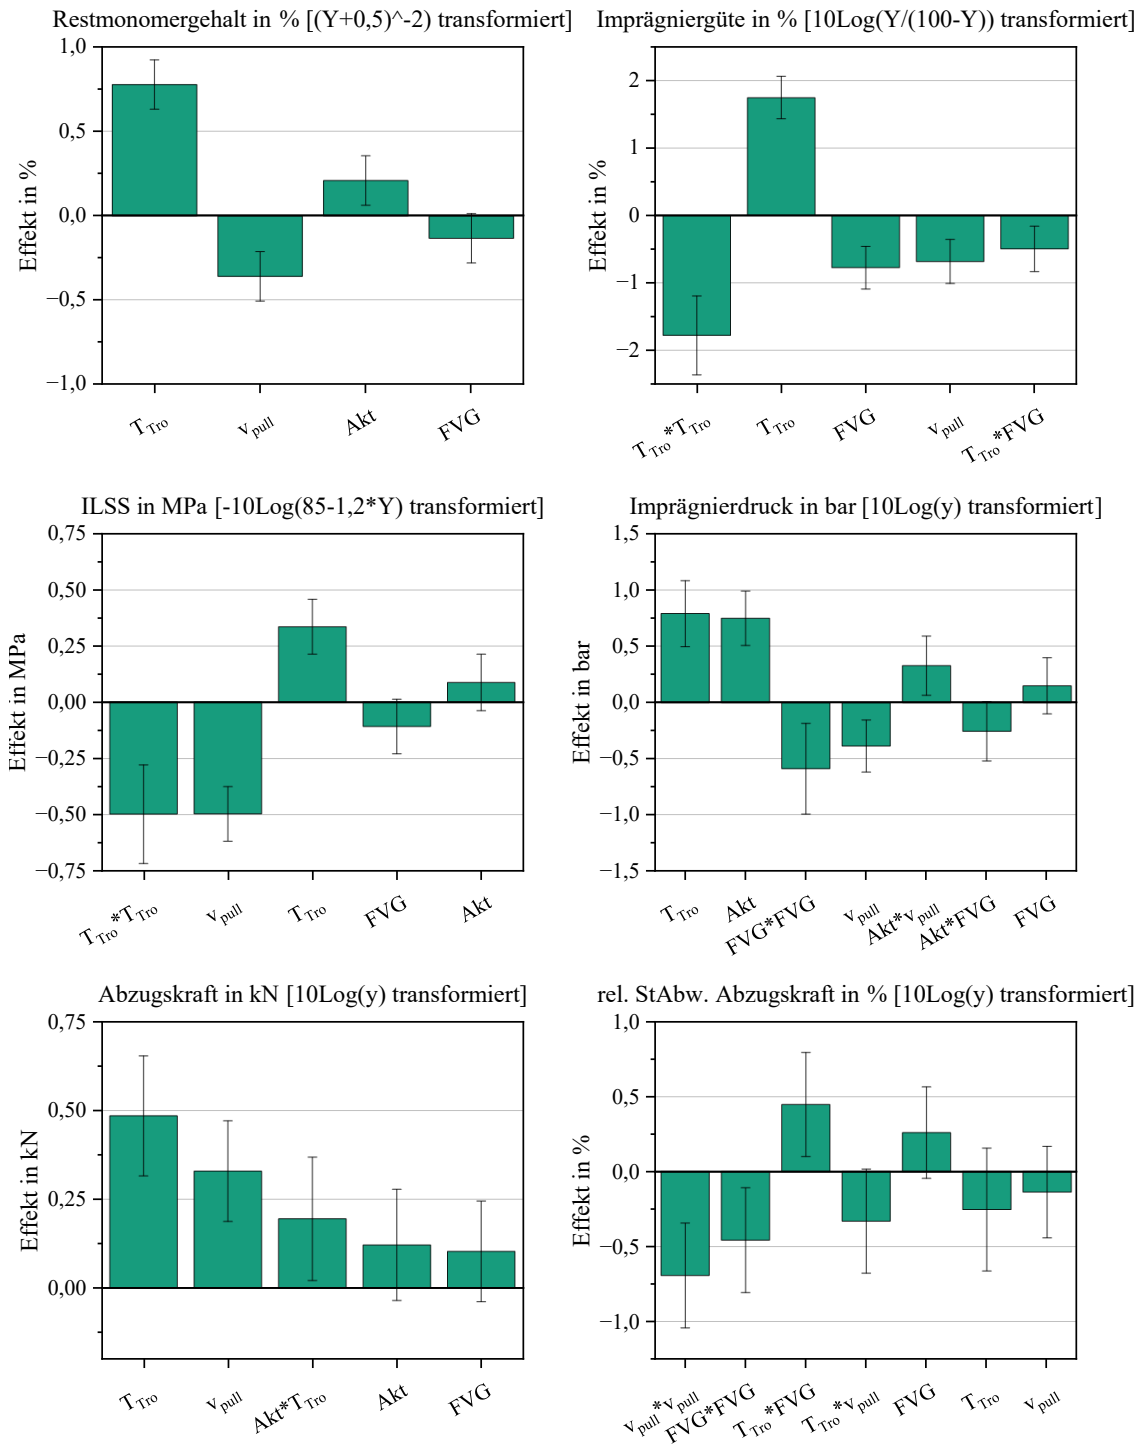 Restmonomergehalt in % [(Y+0,5)^-2) transformiert]
Effekt in %
1,0
0,5
0,0
−0,5
−1,0
T_Tro
v_pull
Akt
FVG
Imprägniergüte in % [10Log(Y/(100-Y)) transformiert]
Effekt in %
2
1
0
−1
−2
T_Tro*T_Tro
T_Tro
FVG
v_pull
T_Tro*FVG
ILSS in MPa [-10Log(85-1,2*Y) transformiert]
Effekt in MPa
0,75
0,50
0,25
0,00
−0,25
−0,50
−0,75
T_Tro*T_Tro
v_pull
T_Tro
FVG
Akt
Imprägnierdruck in bar [10Log(y) transformiert]
Effekt in bar
1,5
1,0
0,5
0,0
−0,5
−1,0
−1,5
T_Tro
Akt
FVG*FVG
v_pull
Akt*v_pull
Akt*FVG
FVG
Abzugskraft in kN [10Log(y) transformiert]
Effekt in kN
0,75
0,50
0,25
0,00
T_Tro
v_pull
Akt*T_Tro
Akt
FVG
rel. StAbw. Abzugskraft in % [10Log(y) transformiert]
Effekt in %
1,0
0,5
0,0
−0,5
−1,0
v_pull*v_pull
FVG*FVG
T_Tro*FVG
T_Tro*v_pull
FVG
T_Tro
v_pull